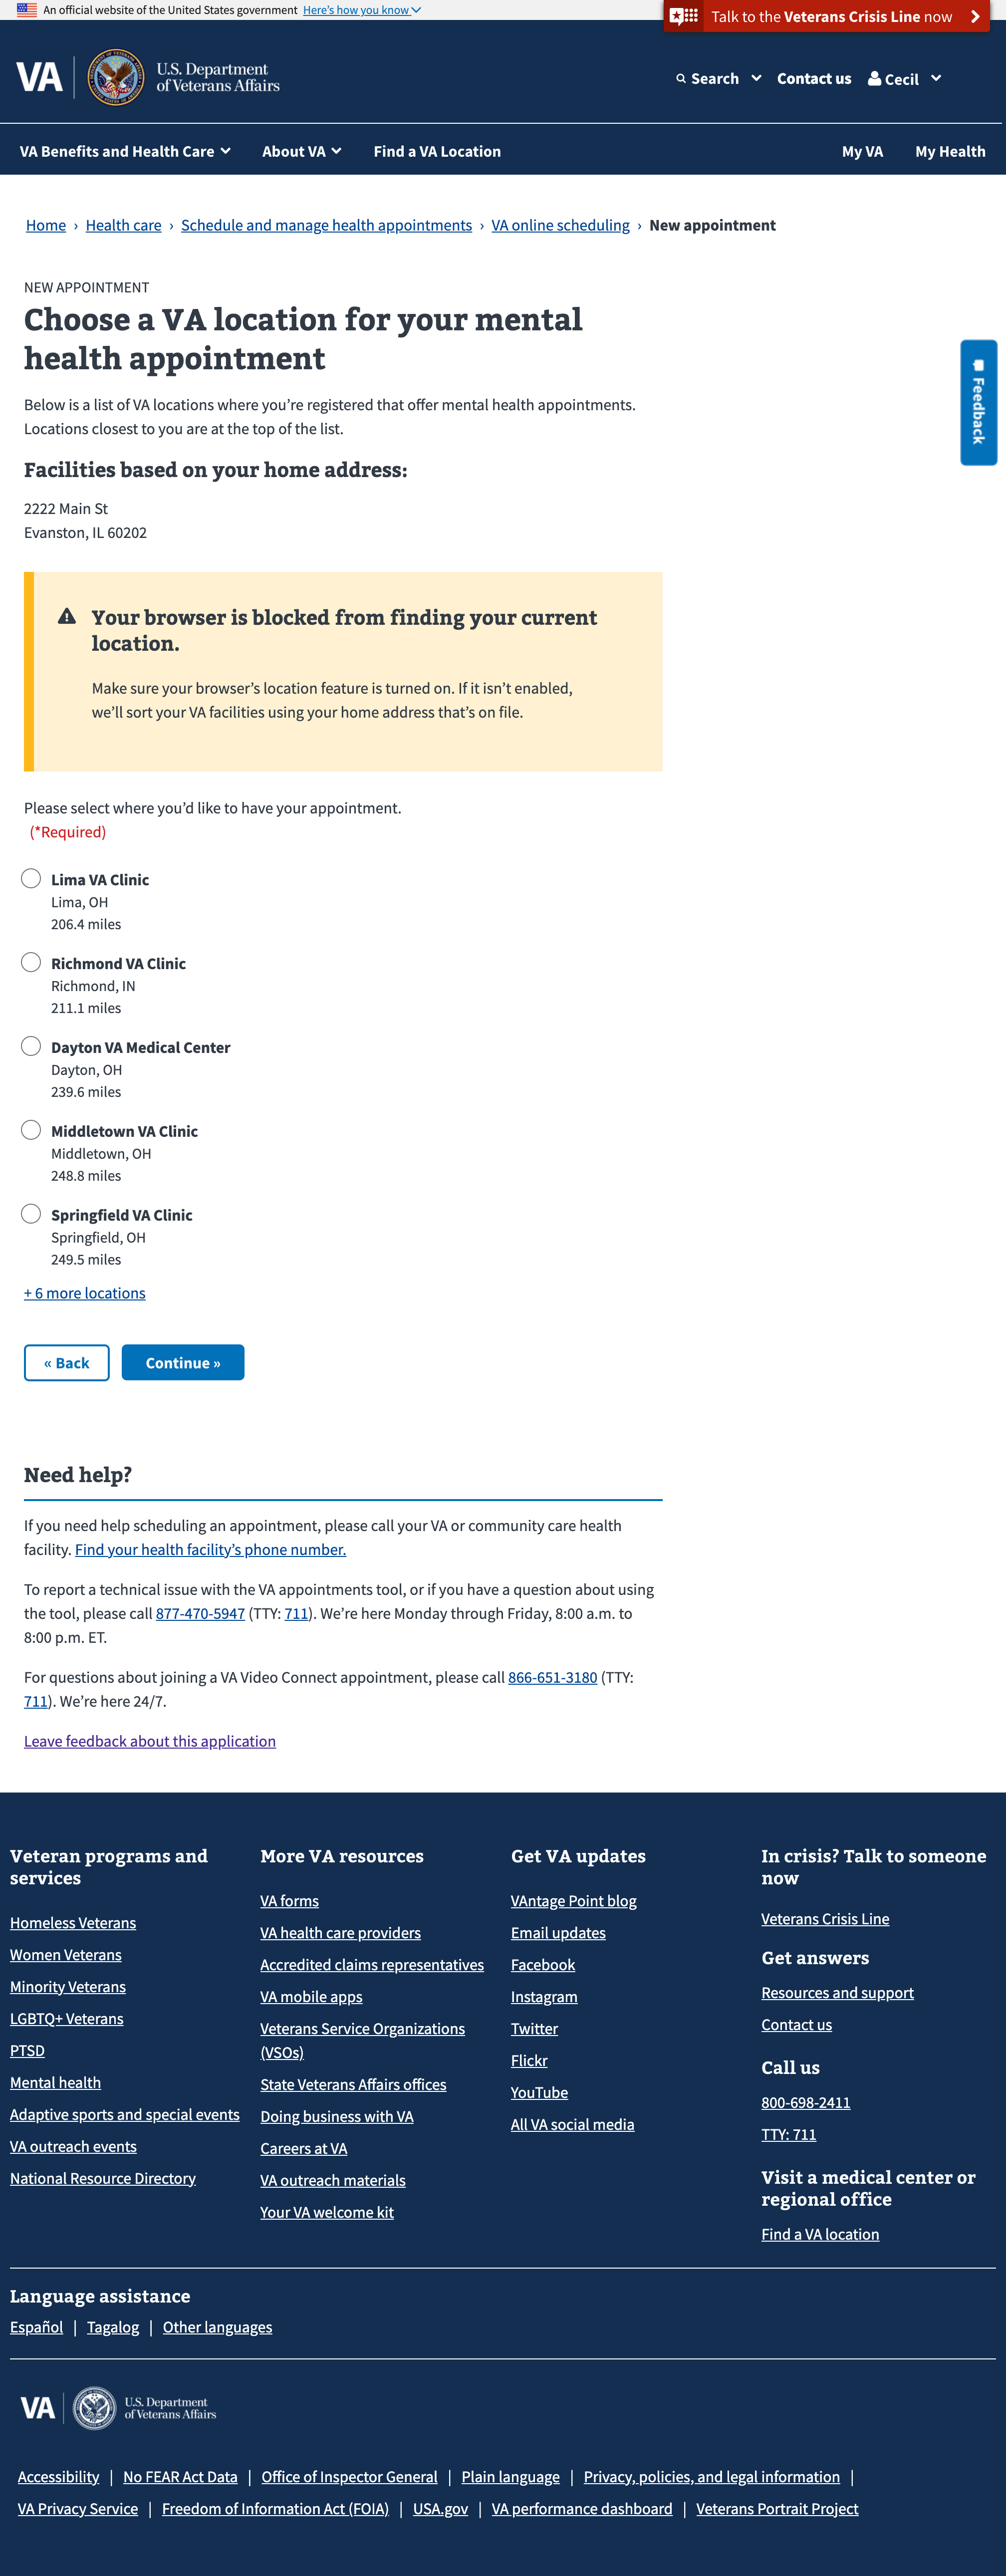 An official website of the United States government Here’s how you know
Talk to the Veterans Crisis Line now
VA
U.S. Department
of Veterans Affairs
Search
Contact us
Cecil
VA Benefits and Health Care
About VA
Find a VA Location
My VA
My Health
Home › Health care › Schedule and manage health appointments › VA online scheduling › New appointment
NEW APPOINTMENT
Choose a VA location for your mental
health appointment
Feedback
Below is a list of VA locations where you’re registered that offer mental health appointments.
Locations closest to you are at the top of the list.
Facilities based on your home address:
2222 Main St
Evanston, IL 60202
Your browser is blocked from finding your current
location.
Make sure your browser’s location feature is turned on. If it isn’t enabled,
we’ll sort your VA facilities using your home address that’s on file.
Please select where you’d like to have your appointment.
(*Required)
Lima VA Clinic
Lima, OH
206.4 miles
Richmond VA Clinic
Richmond, IN
211.1 miles
Dayton VA Medical Center
Dayton, OH
239.6 miles
Middletown VA Clinic
Middletown, OH
248.8 miles
Springfield VA Clinic
Springfield, OH
249.5 miles
+ 6 more locations
« Back
Continue »
Need help?
If you need help scheduling an appointment, please call your VA or community care health
facility. Find your health facility’s phone number.
To report a technical issue with the VA appointments tool, or if you have a question about using
the tool, please call 877-470-5947 (TTY: 711). We’re here Monday through Friday, 8:00 a.m. to
8:00 p.m. ET.
For questions about joining a VA Video Connect appointment, please call 866-651-3180 (TTY:
711). We’re here 24/7.
Leave feedback about this application
Veteran programs and
services
Homeless Veterans
Women Veterans
Minority Veterans
LGBTQ+ Veterans
PTSD
Mental health
Adaptive sports and special events
VA outreach events
National Resource Directory
More VA resources
VA forms
VA health care providers
Accredited claims representatives
VA mobile apps
Veterans Service Organizations
(VSOs)
State Veterans Affairs offices
Doing business with VA
Careers at VA
VA outreach materials
Your VA welcome kit
Get VA updates
VAntage Point blog
Email updates
Facebook
Instagram
Twitter
Flickr
YouTube
All VA social media
In crisis? Talk to someone
now
Veterans Crisis Line
Get answers
Resources and support
Contact us
Call us
800-698-2411
TTY: 711
Visit a medical center or
regional office
Find a VA location
Language assistance
Español | Tagalog | Other languages
VA
U.S. Department
of Veterans Affairs
Accessibility | No FEAR Act Data | Office of Inspector General | Plain language | Privacy, policies, and legal information |
VA Privacy Service | Freedom of Information Act (FOIA) | USA.gov | VA performance dashboard | Veterans Portrait Project